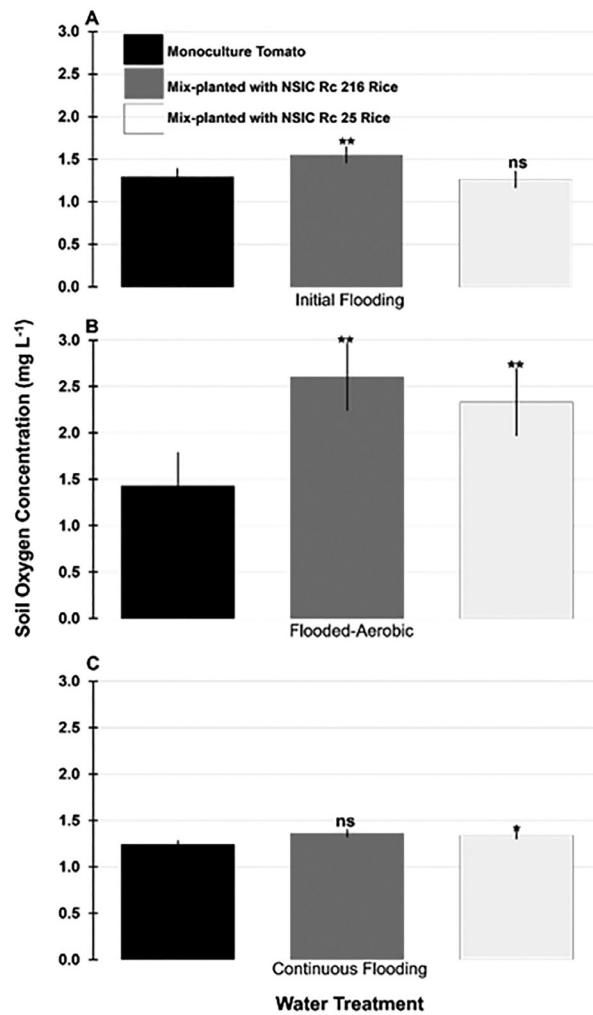 A
3.0
2.5
2.0
1.5
1.0
0.5
0.0
Monoculture Tomato
Mix-planted with NSIC Rc 216 Rice
Mix-planted with NSIC Rc 25 Rice
**
ns
Initial Flooding
B
3.0
2.5
2.0
1.5
1.0
0.5
0.0
**
**
Flooded-Aerobic
C
3.0
2.5
2.0
1.5
1.0
0.5
0.0
ns
*
Continuous Flooding
Soil Oxygen Concentration (mg L⁻¹)
Water Treatment